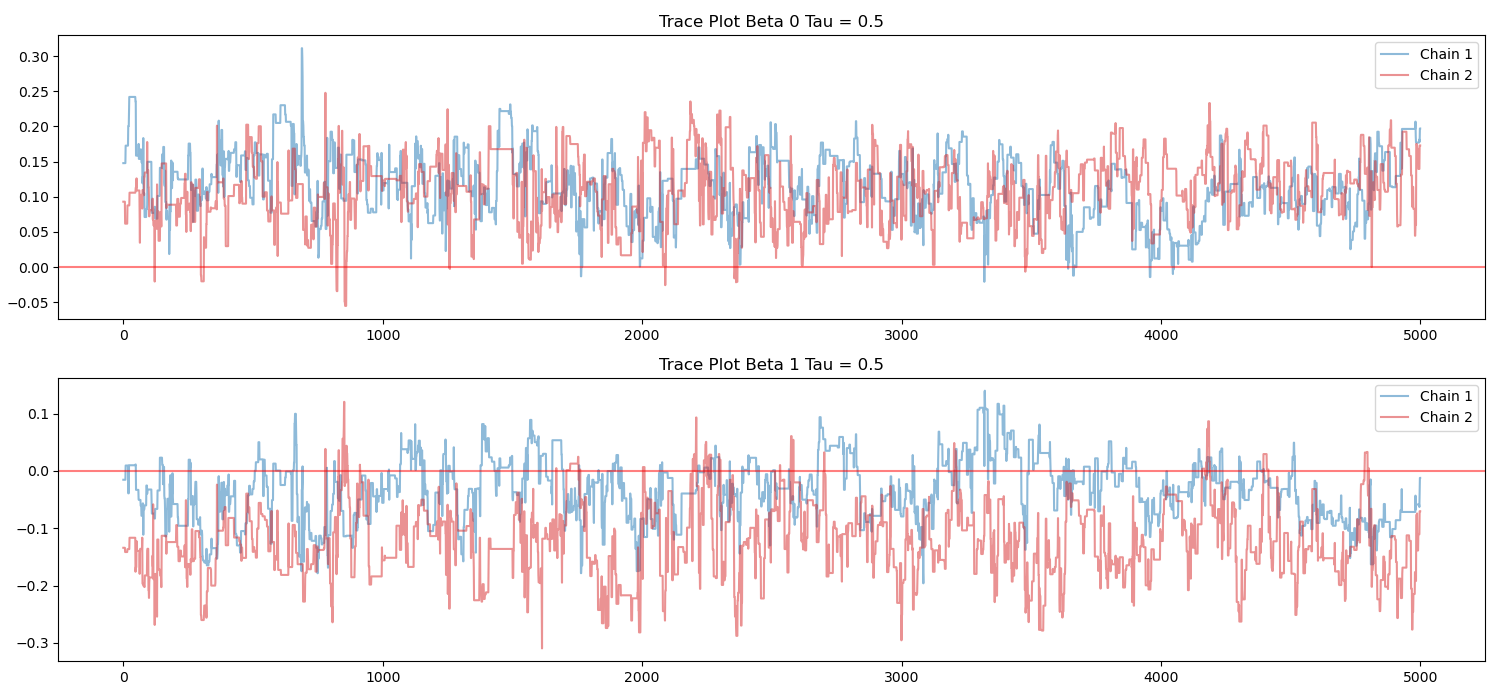 Trace Plot Beta 0 Tau = 0.5
0.30
0.25
0.20
0.15
0.10
0.05
0.00
−0.05
Chain 1
Chain 2
0 1000 2000 3000 4000 5000
Trace Plot Beta 1 Tau = 0.5
0.1
0.0
−0.1
−0.2
−0.3
Chain 1
Chain 2
0 1000 2000 3000 4000 5000